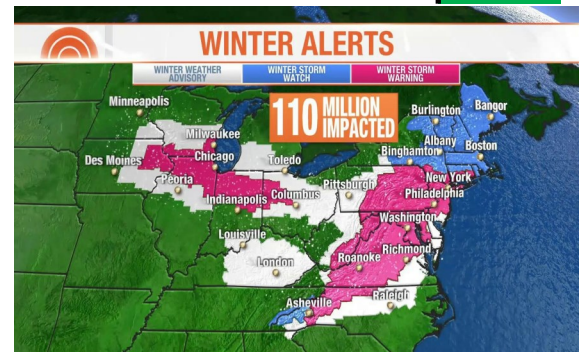 WINTER ALERTS
WINTER WEATHER ADVISORY
WINTER STORM WATCH
WINTER STORM WARNING
110 MILLION IMPACTED
Minneapolis
Burlington
Bangor
Milwaukee
Albany
Boston
Binghamton
Des Moines
Chicago
Toledo
Peoria
Pittsburgh
New York
Indianapolis
Columbus
Philadelphia
Washington
Louisville
Richmond
London
Roanoke
Asheville
Raleigh